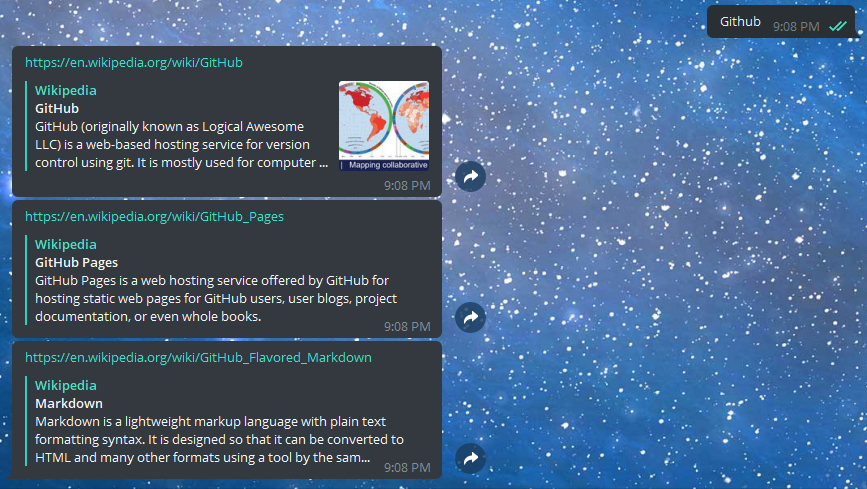 Github 9:08 PM
https://en.wikipedia.org/wiki/GitHub
Wikipedia
GitHub
GitHub (originally known as Logical Awesome
LLC) is a web-based hosting service for version
control using git. It is mostly used for computer ...
Mapping collaborative
9:08 PM
https://en.wikipedia.org/wiki/GitHub_Pages
Wikipedia
GitHub Pages
GitHub Pages is a web hosting service offered by GitHub for
hosting static web pages for GitHub users, user blogs, project
documentation, or even whole books.
9:08 PM
https://en.wikipedia.org/wiki/GitHub_Flavored_Markdown
Wikipedia
Markdown
Markdown is a lightweight markup language with plain text
formatting syntax. It is designed so that it can be converted to
HTML and many other formats using a tool by the sam...
9:08 PM